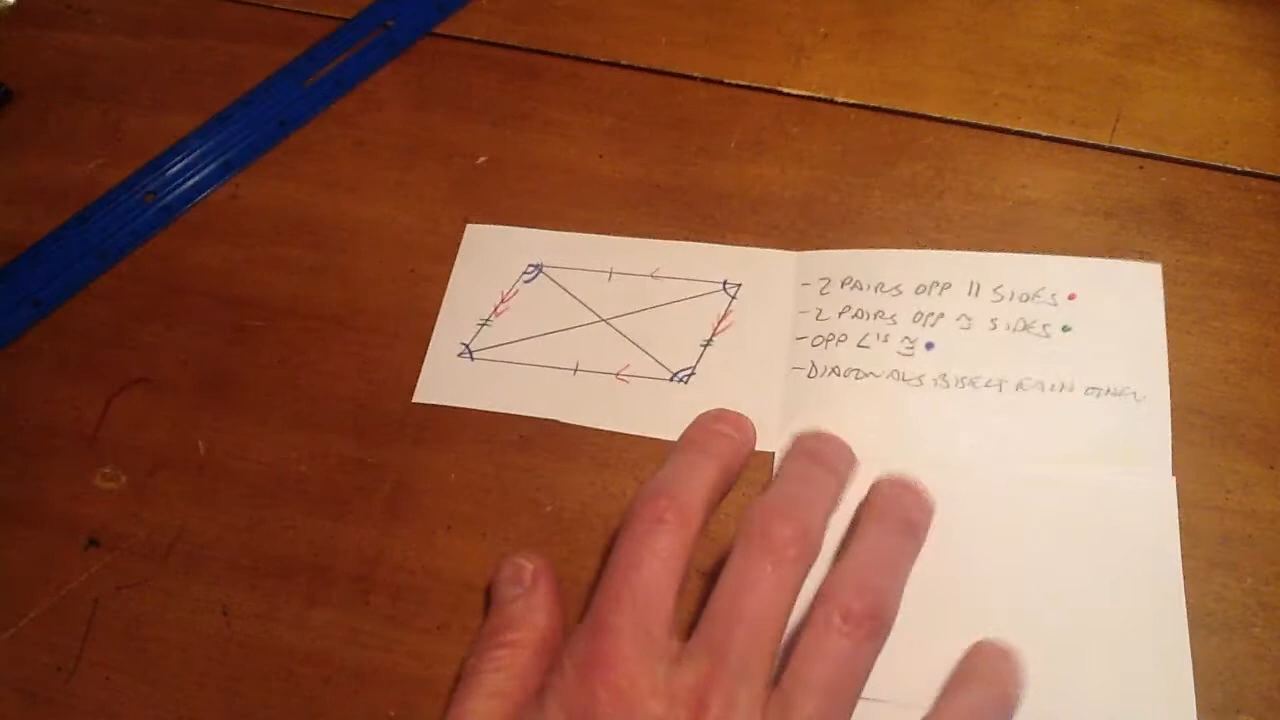 - 2 PAIRS OPP || SIDES
- 2 PAIRS OPP ≅ SIDES
- OPP ∠'S ≅
- DIAGONALS BISECT EACH OTHER